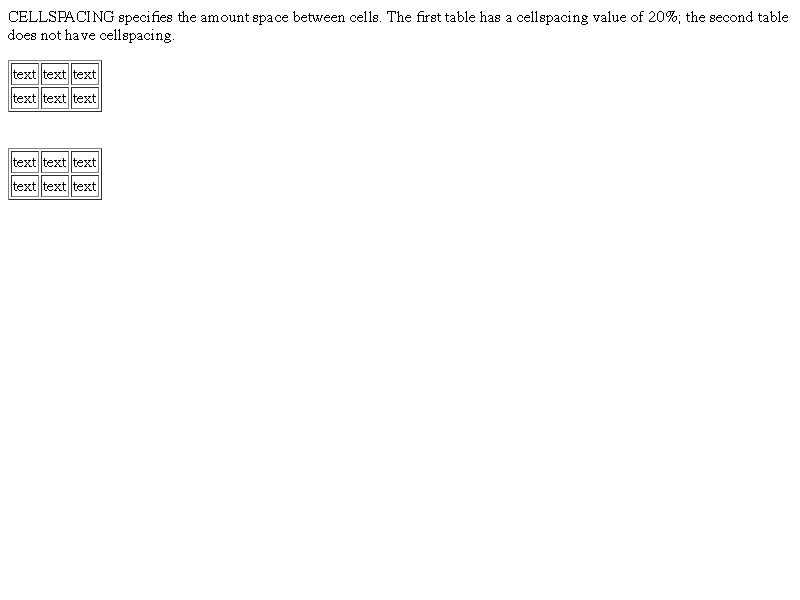 CELLSPACING specifies the amount space between cells. The first table has a cellspacing value of 20%; the second table
does not have cellspacing.
text text text
text text text
text text text
text text text